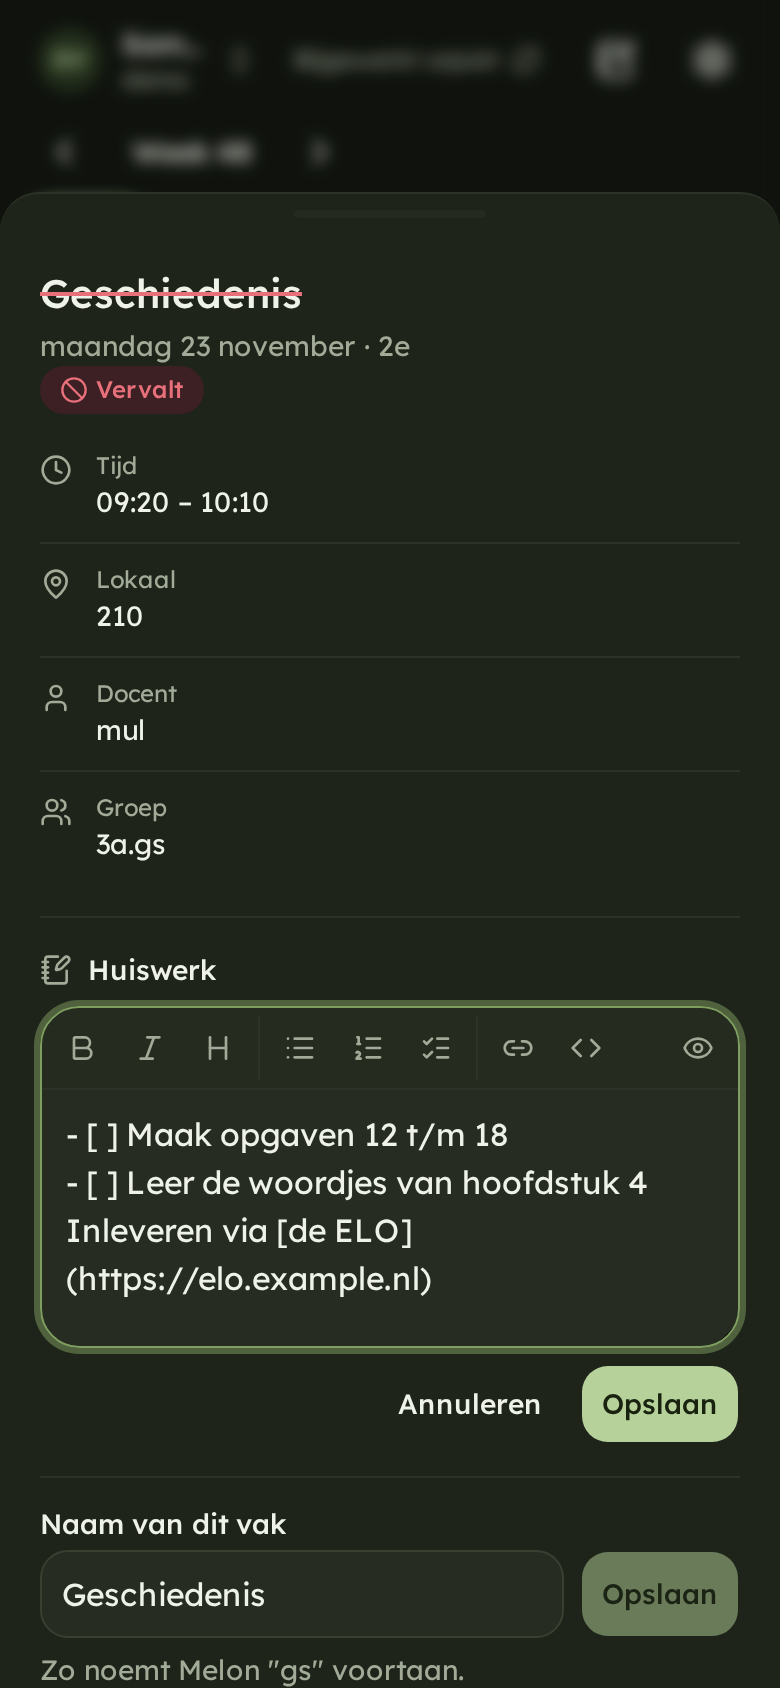 Week 48
Geschiedenis
maandag 23 november · 2e
Vervalt
Tijd
09:20 – 10:10
Lokaal
210
Docent
mul
Groep
3a.gs
Huiswerk
B I H
- [ ] Maak opgaven 12 t/m 18
- [ ] Leer de woordjes van hoofdstuk 4
Inleveren via [de ELO]
(https://elo.example.nl)
Annuleren Opslaan
Naam van dit vak
Geschiedenis Opslaan
Zo noemt Melon "gs" voortaan.